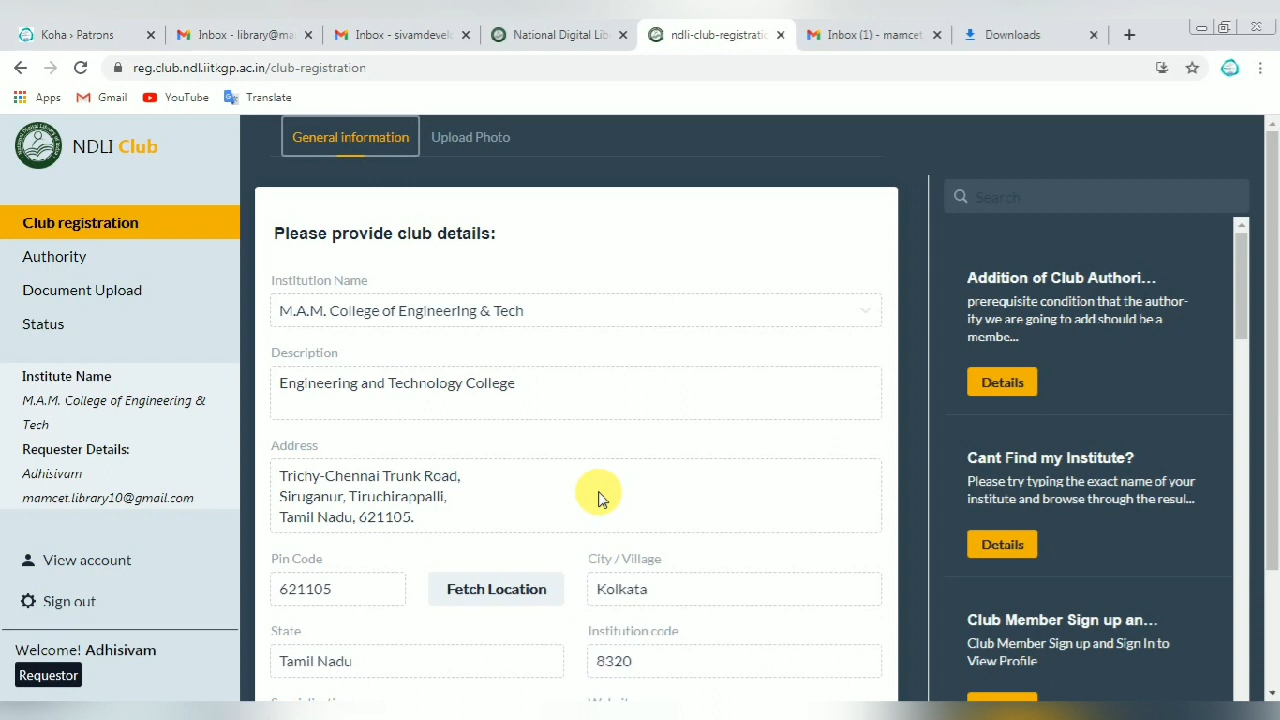 Koha › Patrons
Inbox - library@ma
Inbox - sivamdevel
National Digital Lib
ndli-club-registratio
Inbox (1) - mamcet.
Downloads
reg.club.ndl.iitkgp.ac.in/club-registration
Apps
Gmail
YouTube
Translate
NDLI Club
General information
Upload Photo
Club registration
Authority
Document Upload
Status
Institute Name
M.A.M. College of Engineering &
Tech
Requester Details:
Adhisivam
mamcet.library10@gmail.com
View account
Sign out
Welcome! Adhisivam
Requestor
Please provide club details:
Institution Name
M.A.M. College of Engineering & Tech
Description
Engineering and Technology College
Address
Trichy-Chennai Trunk Road,
Siruganur, Tiruchirappalli,
Tamil Nadu, 621105.
Pin Code
City / Village
621105
Fetch Location
Kolkata
State
Institution code
Tamil Nadu
8320
Search
Addition of Club Authori...
prerequisite condition that the author-
ity we are going to add should be a
membe...
Details
Cant Find my Institute?
Please try typing the exact name of your
institute and browse through the resul...
Details
Club Member Sign up an...
Club Member Sign up and Sign In to
View Profile